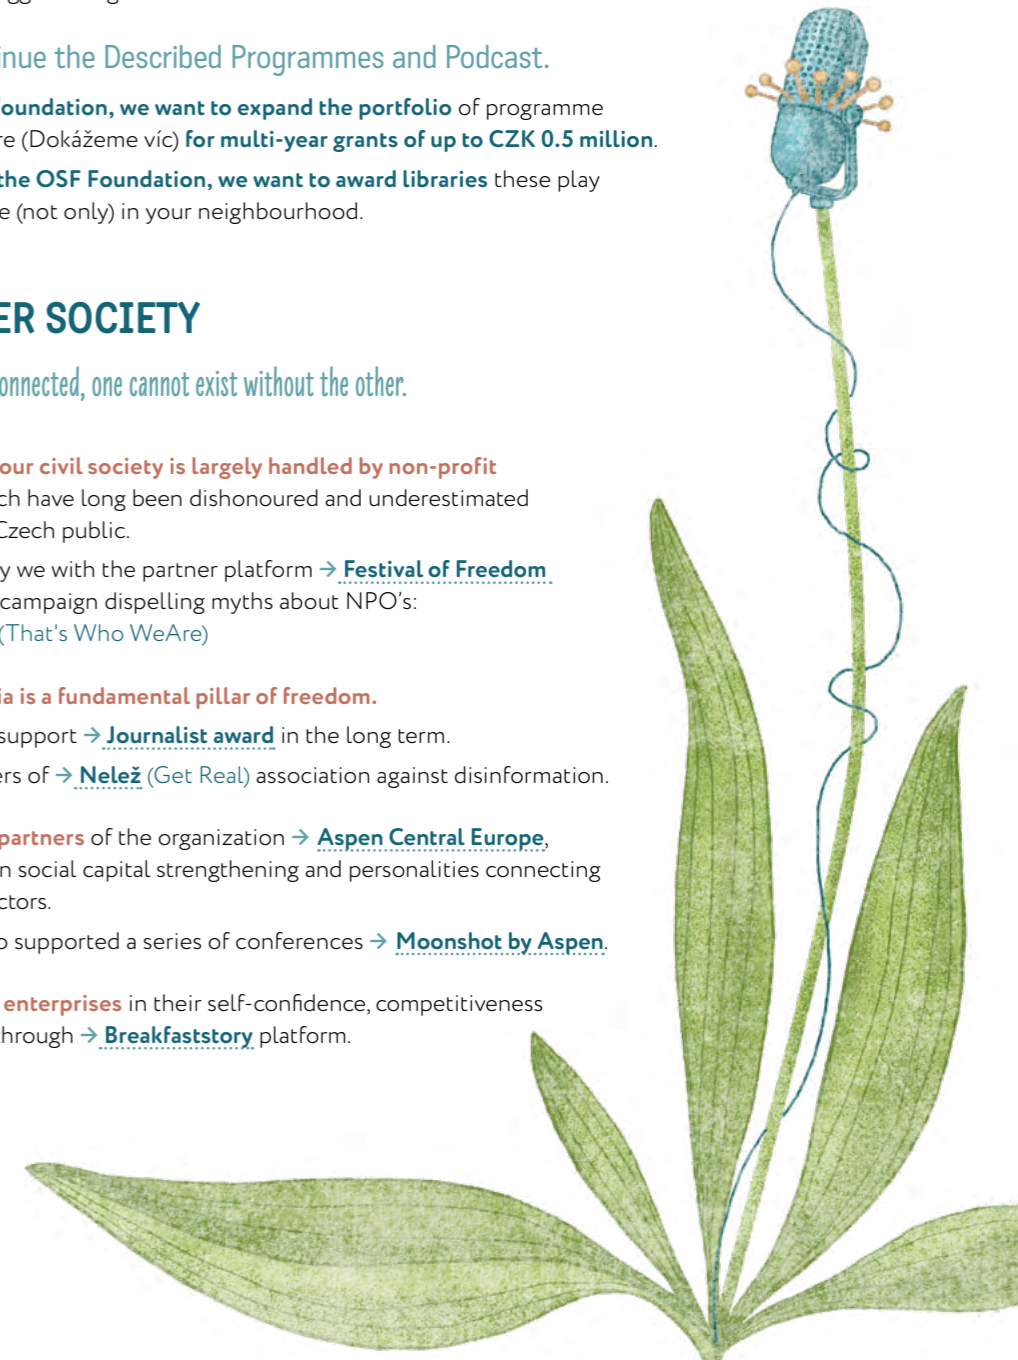 inue the Described Programmes and Podcast.
oundation, we want to expand the portfolio of programme
re (Dokážeme víc) for multi-year grants of up to CZK 0.5 million.
the OSF Foundation, we want to award libraries these play
e (not only) in your neighbourhood.
ER SOCIETY
onnected, one cannot exist without the other.
our civil society is largely handled by non-profit
ch have long been dishonoured and underestimated
Czech public.
y we with the partner platform → Festival of Freedom
campaign dispelling myths about NPO’s:
(That's Who WeAre)
ia is a fundamental pillar of freedom.
support → Journalist award in the long term.
ers of → Nelež (Get Real) association against disinformation.
partners of the organization → Aspen Central Europe,
n social capital strengthening and personalities connecting
ctors.
o supported a series of conferences → Moonshot by Aspen.
enterprises in their self-confidence, competitiveness
through → Breakfaststory platform.